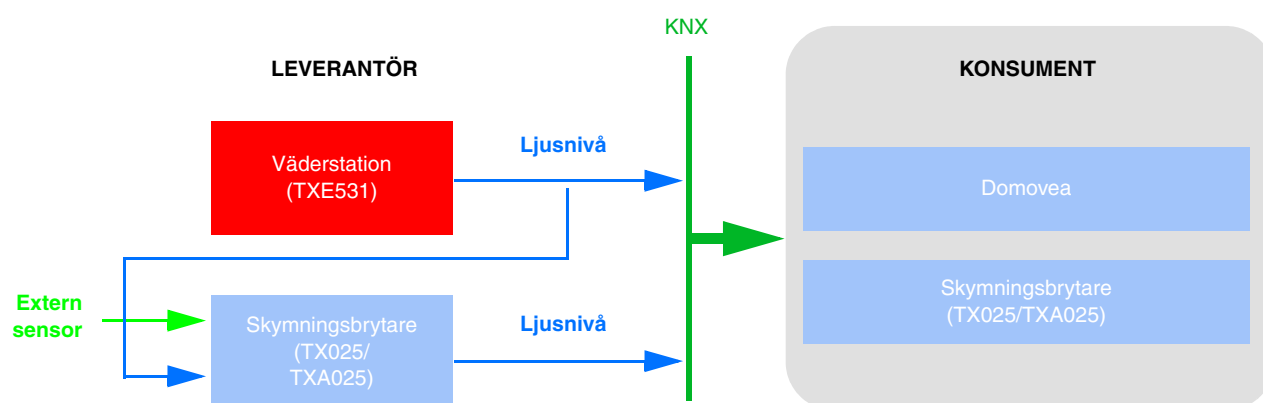 KNX
LEVERANTÖR
KONSUMENT
Väderstation
(TXE531)
Ljusnivå
Domovea
Extern
sensor
Skymningsbrytare
(TX025/
TXA025)
Ljusnivå
Skymningsbrytare
(TX025/TXA025)